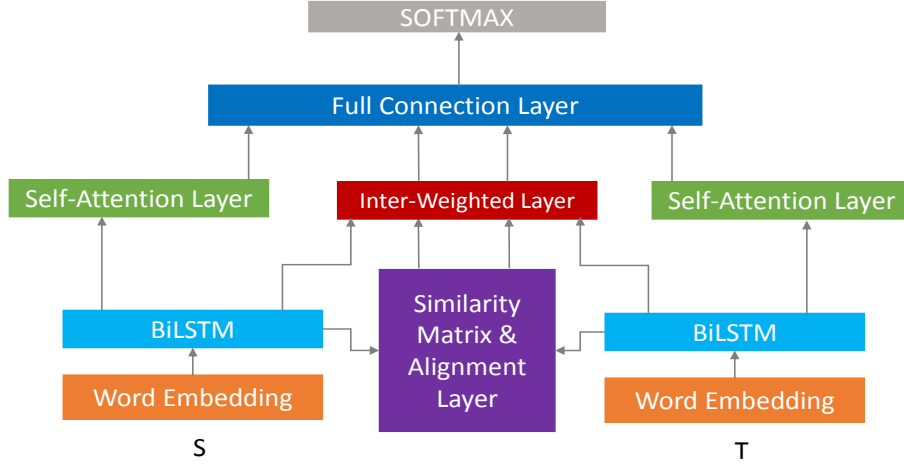 SOFTMAX
Full Connection Layer
Self-Attention Layer
Inter-Weighted Layer
Self-Attention Layer
BiLSTM
Similarity
Matrix &
Alignment
Layer
BiLSTM
Word Embedding
Word Embedding
S
T